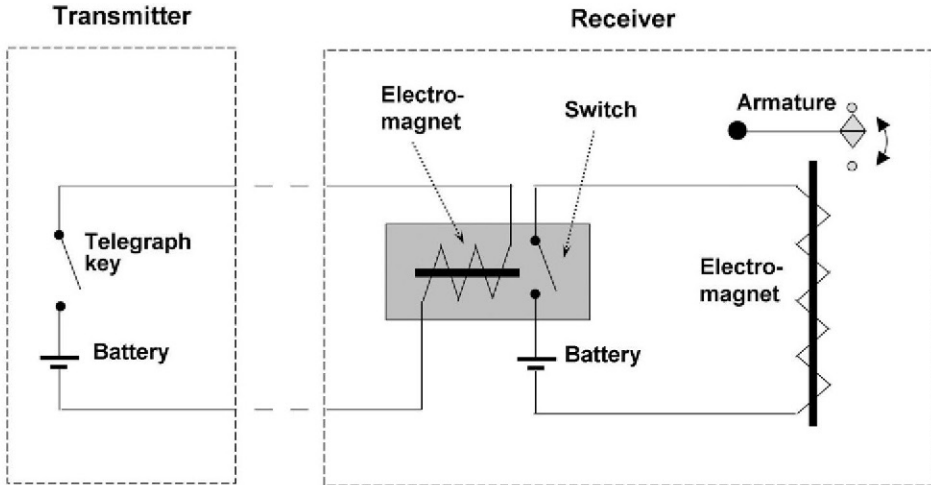 Transmitter
Receiver
Electro-
magnet
Switch
Armature
Telegraph
key
Electro-
magnet
Battery
Battery